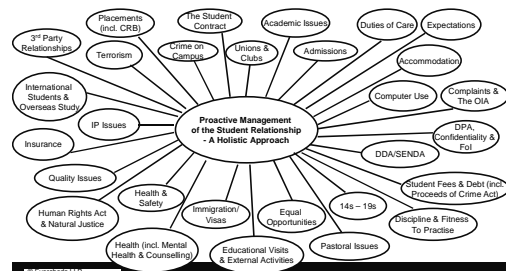 Placements
(incl. CRB)
The Student
Contract
Academic Issues
Duties of Care
Expectations
3rd Party
Relationships
Terrorism
Crime on
Campus
Unions &
Clubs
Admissions
Accommodation
International
Students &
Overseas Study
Computer Use
Complaints &
The OIA
IP Issues
Proactive Management
of the Student Relationship
- A Holistic Approach
DPA,
Confidentiality &
FoI
Insurance
DDA/SENDA
Quality Issues
Student Fees & Debt (incl.
Proceeds of Crime Act)
Health &
Safety
Immigration/
Visas
Equal
Opportunities
14s – 19s
Human Rights Act
& Natural Justice
Discipline & Fitness
To Practise
Health (incl. Mental
Health & Counselling)
Educational Visits
& External Activities
Pastoral Issues